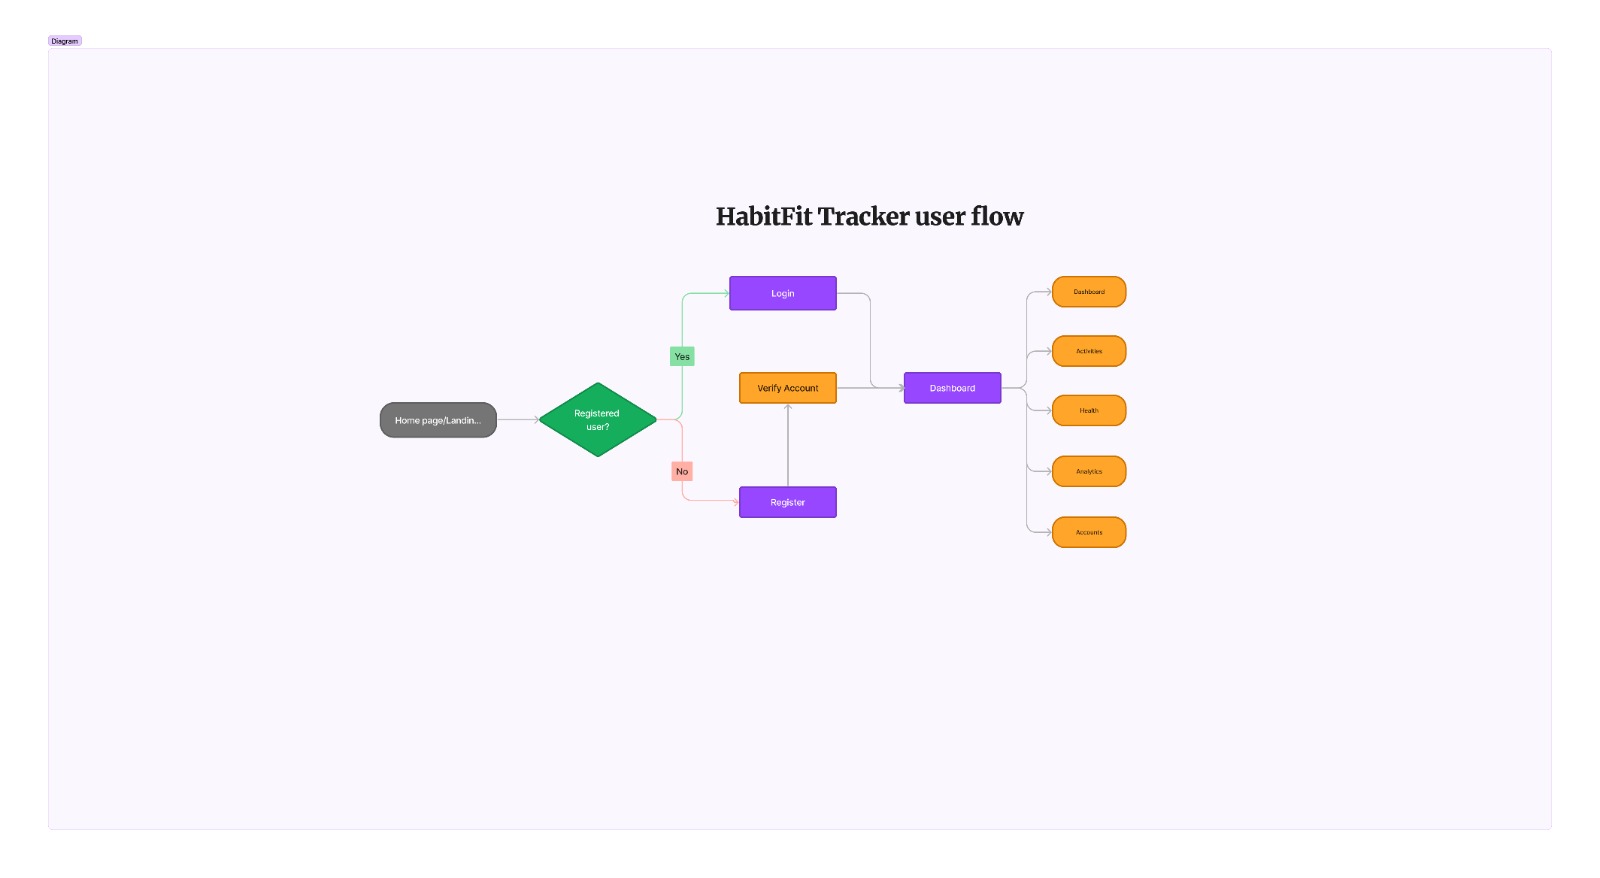 Diagram
HabitFit Tracker user flow
Login
Dashboard
Yes
Activities
Verify Account
Dashboard
Home page/Landin...
Registered
user?
Health
No
Analytics
Register
Accounts